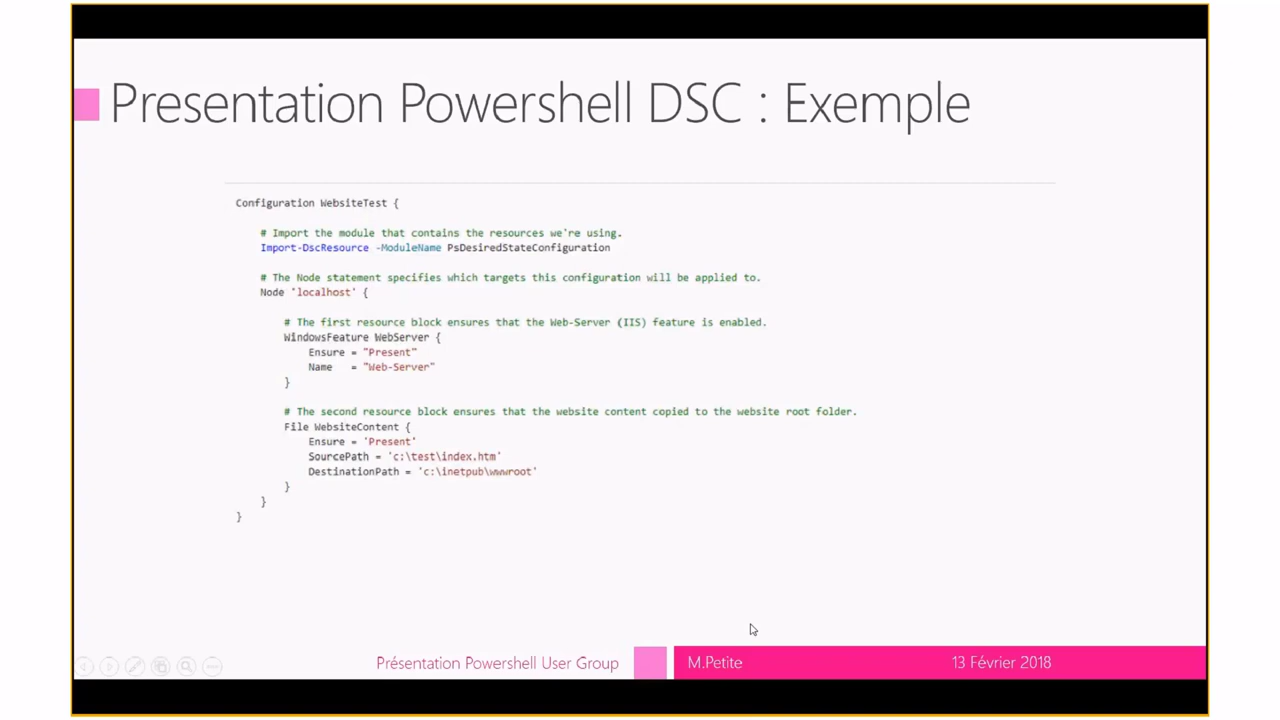 Presentation Powershell DSC : Exemple
Configuration WebsiteTest {
# Import the module that contains the resources we're using.
Import-DscResource -ModuleName PsDesiredStateConfiguration
# The Node statement specifies which targets this configuration will be applied to.
Node 'localhost' {
# The first resource block ensures that the Web-Server (IIS) feature is enabled.
WindowsFeature WebServer {
Ensure = "Present"
Name   = "Web-Server"
}
# The second resource block ensures that the website content copied to the website root folder.
File WebsiteContent {
Ensure = 'Present'
SourcePath = 'c:\test\index.htm'
DestinationPath = 'c:\inetpub\wwwroot'
}
}
}
Présentation Powershell User Group
M.Petite
13 Février 2018